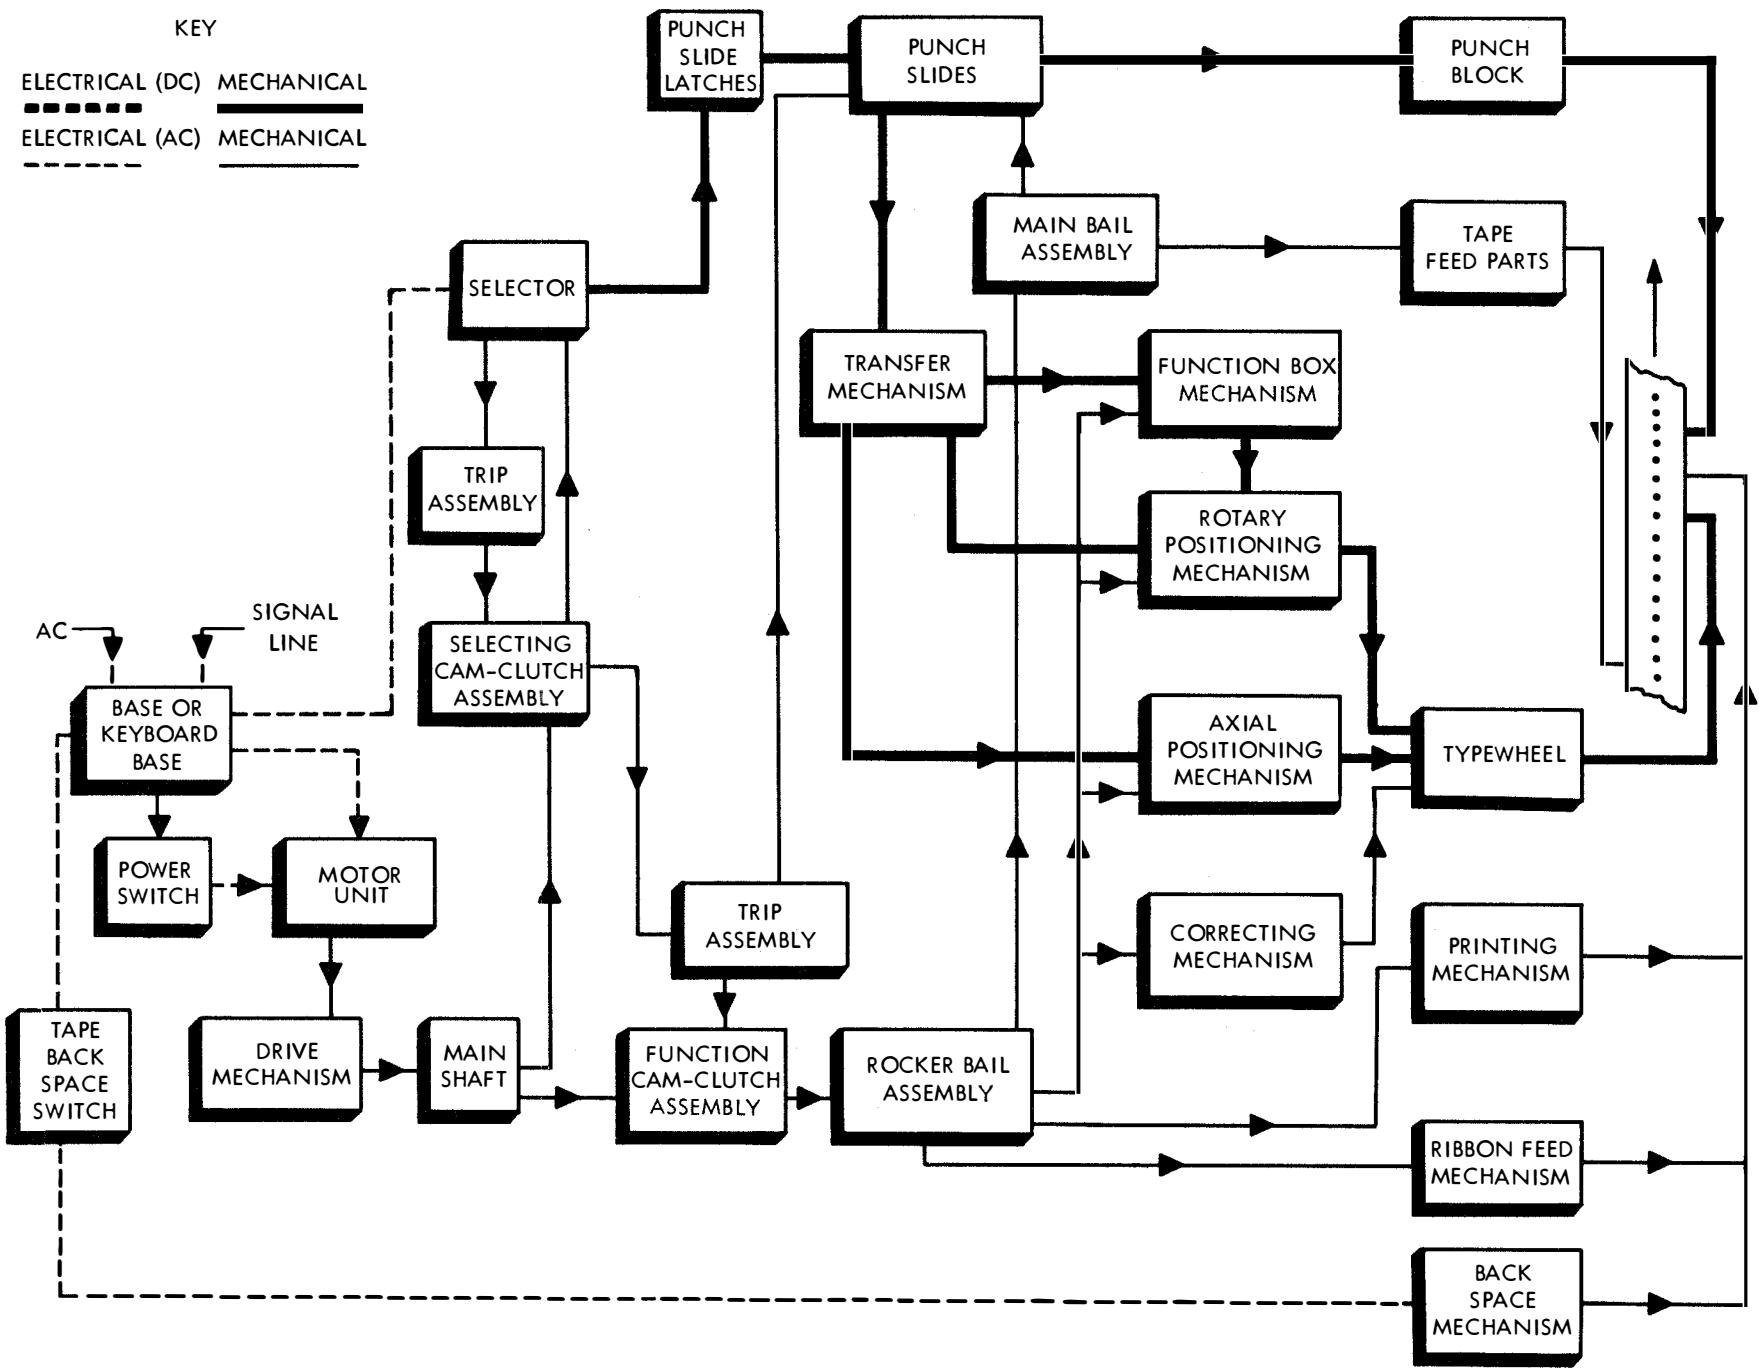 KEY
ELECTRICAL (DC) MECHANICAL
ELECTRICAL (AC) MECHANICAL
PUNCH
SLIDE
LATCHES
PUNCH
SLIDES
PUNCH
BLOCK
MAIN BAIL
ASSEMBLY
TAPE
FEED PARTS
SELECTOR
TRANSFER
MECHANISM
FUNCTION BOX
MECHANISM
TRIP
ASSEMBLY
ROTARY
POSITIONING
MECHANISM
AC
SIGNAL
LINE
SELECTING
CAM-CLUTCH
ASSEMBLY
BASE OR
KEYBOARD
BASE
AXIAL
POSITIONING
MECHANISM
TYPEWHEEL
POWER
SWITCH
MOTOR
UNIT
TRIP
ASSEMBLY
CORRECTING
MECHANISM
PRINTING
MECHANISM
TAPE
BACK
SPACE
SWITCH
DRIVE
MECHANISM
MAIN
SHAFT
FUNCTION
CAM-CLUTCH
ASSEMBLY
ROCKER BAIL
ASSEMBLY
RIBBON FEED
MECHANISM
BACK
SPACE
MECHANISM